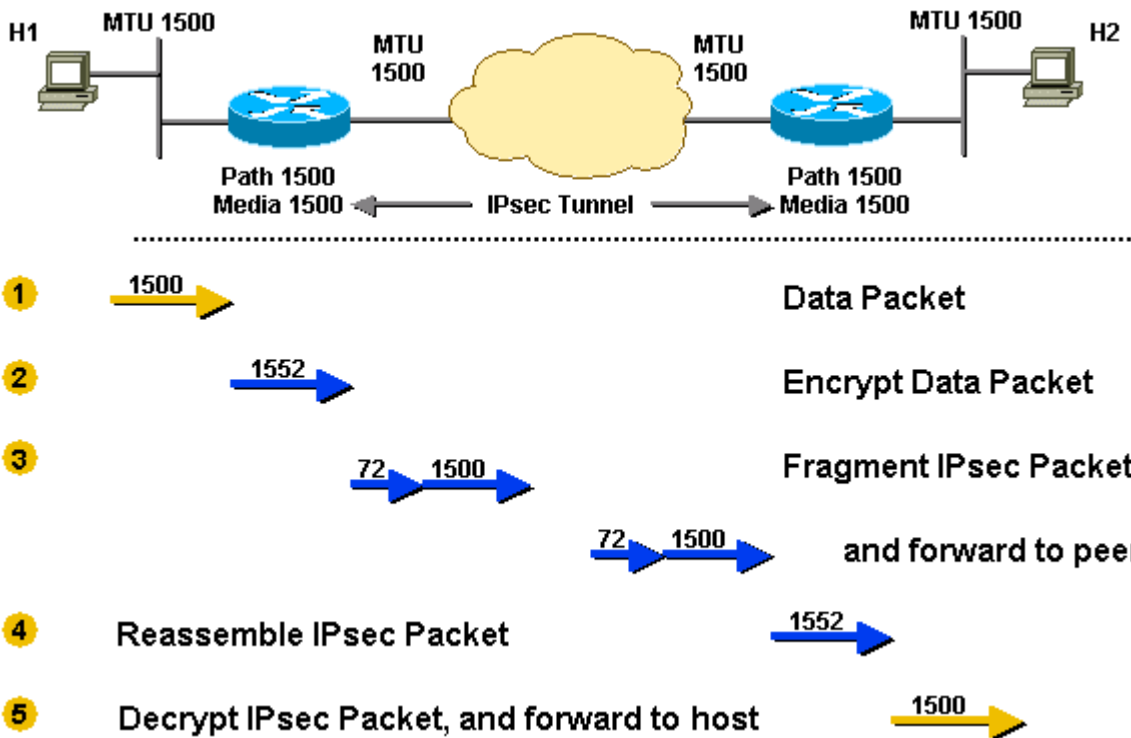 H1
MTU 1500
MTU
1500
MTU
1500
MTU 1500
H2
Path 1500
Media 1500
IPsec Tunnel
Path 1500
Media 1500
1
1500
Data Packet
2
1552
Encrypt Data Packet
3
72
1500
Fragment IPsec Packet
72
1500
and forward to peer
4
Reassemble IPsec Packet
1552
5
Decrypt IPsec Packet, and forward to host
1500